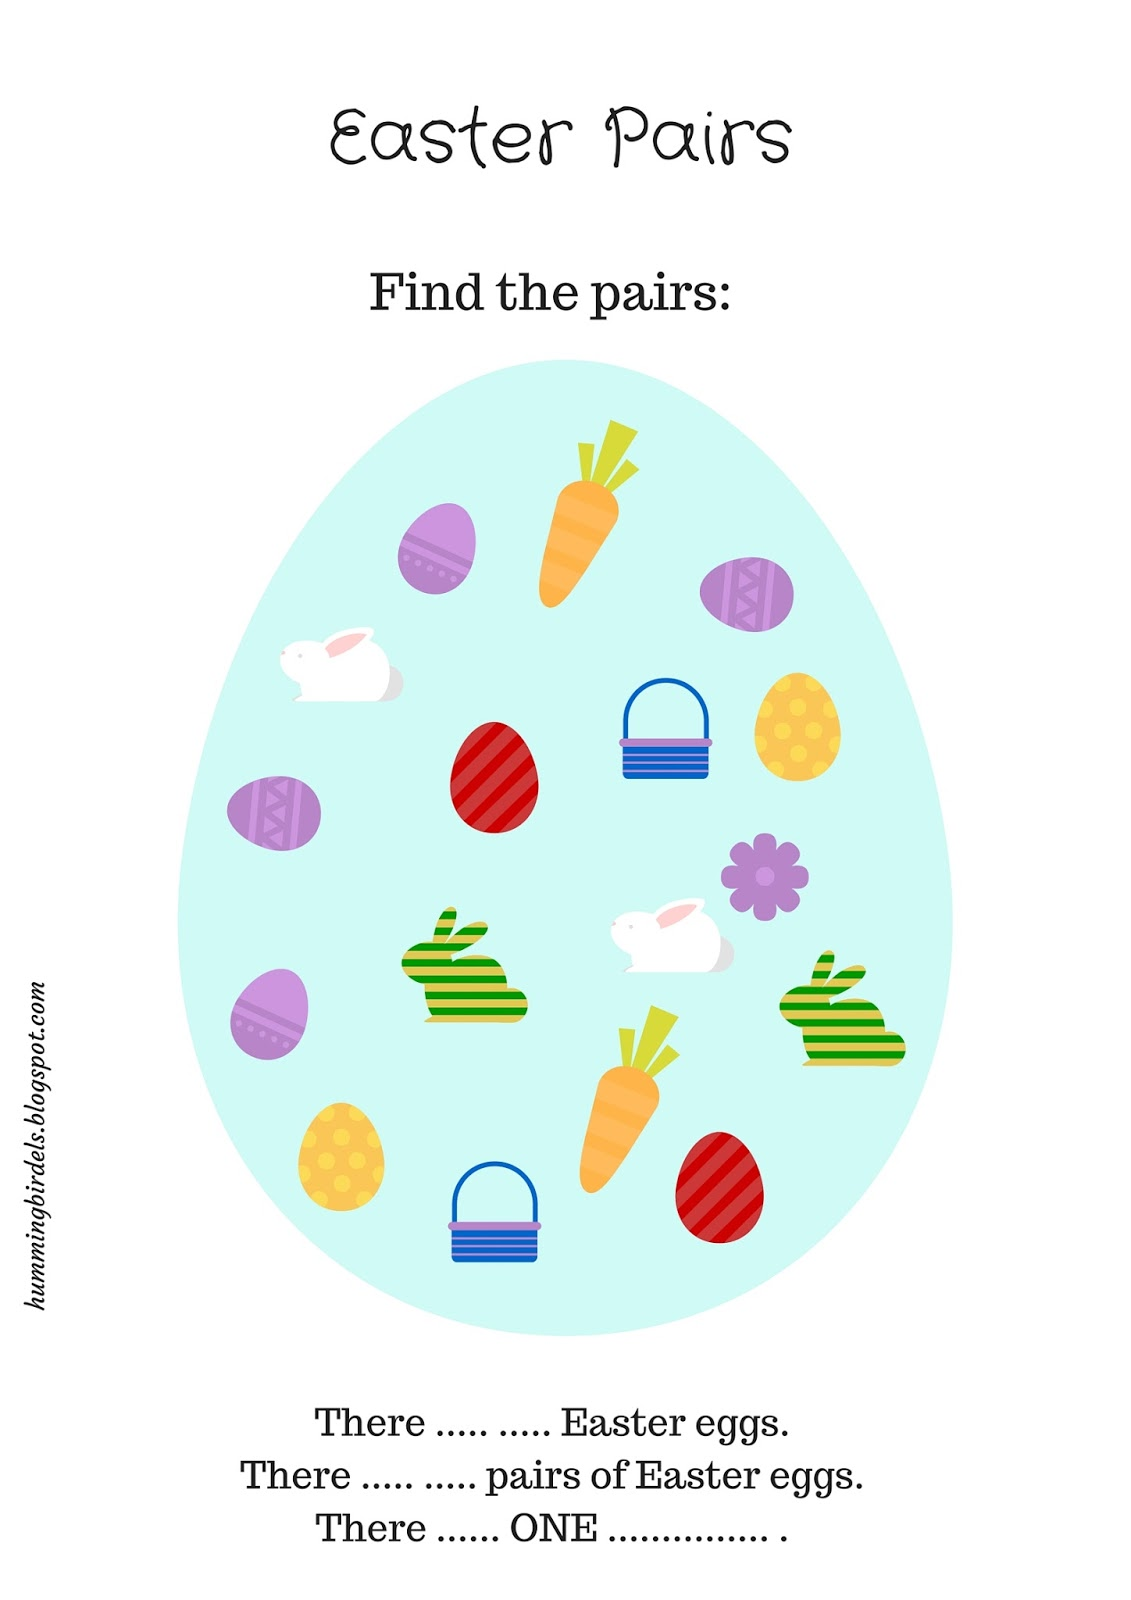 Easter Pairs
Find the pairs:
hummingbirdels.blogspot.com
There ..... ..... Easter eggs.
There ..... ..... pairs of Easter eggs.
There ...... ONE ............... .